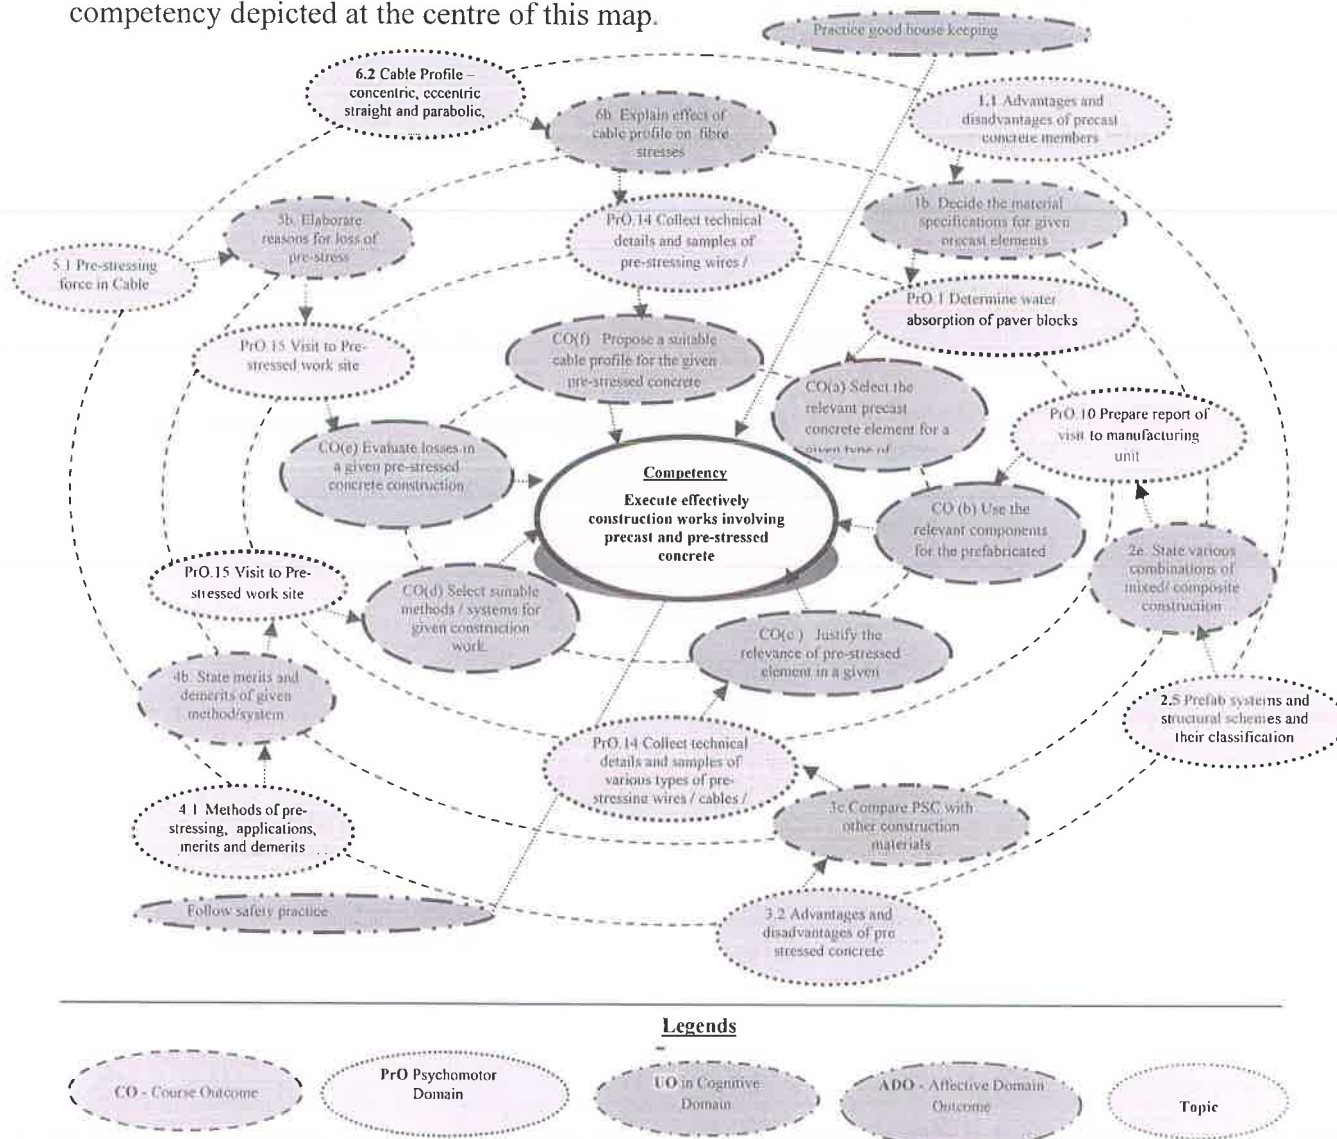 competency depicted at the centre of this map.
Practice good house keeping
6.2 Cable Profile –
concentric, eccentric
straight and parabolic,
.....
6b. Explain effect of
cable profile on fibre
stresses
1.1 Advantages and
disadvantages of precast
concrete members
5b. Elaborate
reasons for loss of
pre-stress
PrO.14 Collect technical
details and samples of
pre-stressing wires /
1b. Decide the material
specifications for given
precast elements
5.1 Pre-stressing
force in Cable
PrO.1 Determine water
absorption of paver blocks
PrO.15 Visit to Pre-
stressed work site
CO(f) Propose a suitable
cable profile for the given
pre-stressed concrete
CO(a) Select the
relevant precast
concrete element for a
given type of
PrO.10 Prepare report of
visit to manufacturing
unit
CO(e) Evaluate losses in
a given pre-stressed
concrete construction
Competency
Execute effectively
construction works involving
precast and pre-stressed
concrete
CO (b) Use the
relevant components
for the prefabricated
2e. State various
combinations of
mixed/ composite
construction
PrO.15 Visit to Pre-
stressed work site
CO(d) Select suitable
methods / systems for
given construction
work.
CO(c ) Justify the
relevance of pre-stressed
element in a given
4b. State merits and
demerits of given
method/system
2.5 Prefab systems and
structural schemes and
their classification
PrO.14 Collect technical
details and samples of
various types of pre-
stressing wires / cables /
4.1 Methods of pre-
stressing, applications,
merits and demerits
3c.Compare PSC with
other construction
materials
Follow safety practice
3.2 Advantages and
disadvantages of pre
stressed concrete
Legends
CO - Course Outcome
PrO Psychomotor
Domain
UO in Cognitive
Domain
ADO - Affective Domain
Outcome
Topic